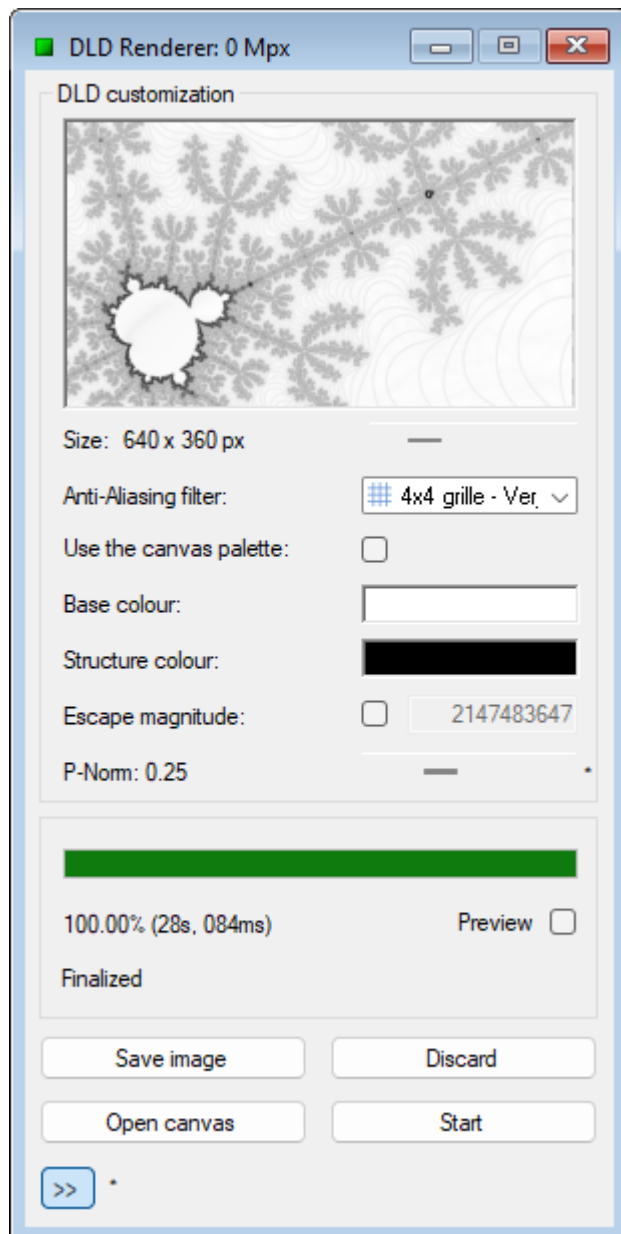 DLD Renderer: 0 Mpx
DLD customization
Size: 640 x 360 px
Anti-Aliasing filter: 4x4 grille - Ver
Use the canvas palette:
Base colour:
Structure colour:
Escape magnitude: 2147483647
P-Norm: 0.25 *
100.00% (28s, 084ms) Preview
Finalized
Save image Discard
Open canvas Start
>> *